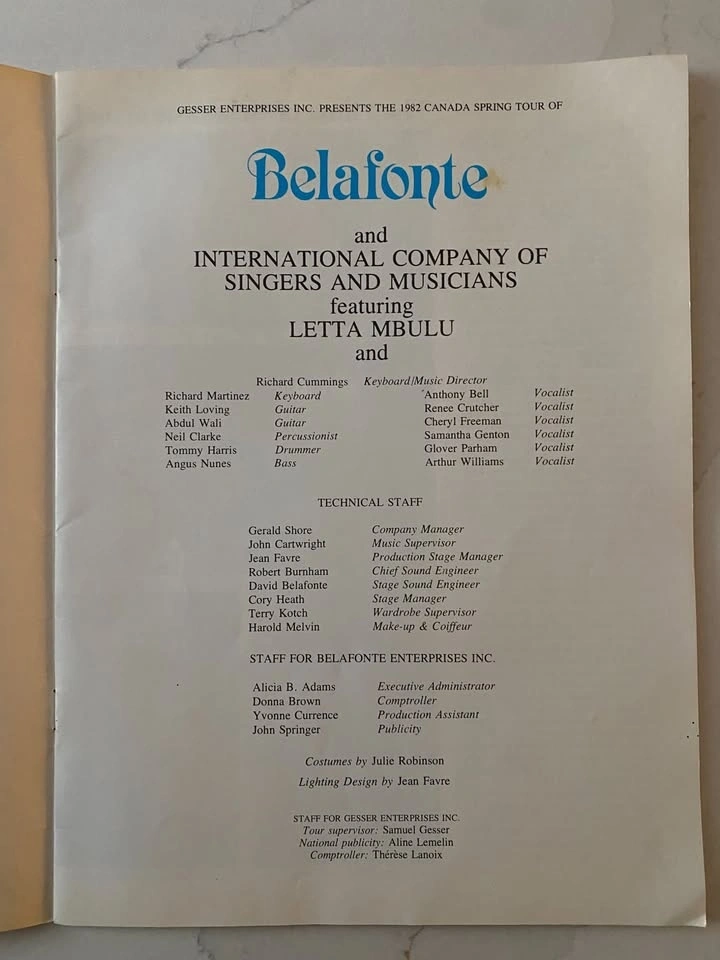 GESSER ENTERPRISES INC. PRESENTS THE 1982 CANADA SPRING TOUR OF
Belafonte
and
INTERNATIONAL COMPANY OF
SINGERS AND MUSICIANS
featuring
LETTA MBULU
and
Richard Cummings Keyboard/Music Director
Richard Martinez Keyboard Anthony Bell Vocalist
Keith Loving Guitar Renee Crutcher Vocalist
Abdul Wali Guitar Cheryl Freeman Vocalist
Neil Clarke Percussionist Samantha Genton Vocalist
Tommy Harris Drummer Glover Parham Vocalist
Angus Nunes Bass Arthur Williams Vocalist
TECHNICAL STAFF
Gerald Shore Company Manager
John Cartwright Music Supervisor
Jean Favre Production Stage Manager
Robert Burnham Chief Sound Engineer
David Belafonte Stage Sound Engineer
Cory Heath Stage Manager
Terry Kotch Wardrobe Supervisor
Harold Melvin Make-up & Coiffeur
STAFF FOR BELAFONTE ENTERPRISES INC.
Alicia B. Adams Executive Administrator
Donna Brown Comptroller
Yvonne Currence Production Assistant
John Springer Publicity
Costumes by Julie Robinson
Lighting Design by Jean Favre
STAFF FOR GESSER ENTERPRISES INC.
Tour supervisor: Samuel Gesser
National publicity: Aline Lemelin
Comptroller: Thérèse Lanoix